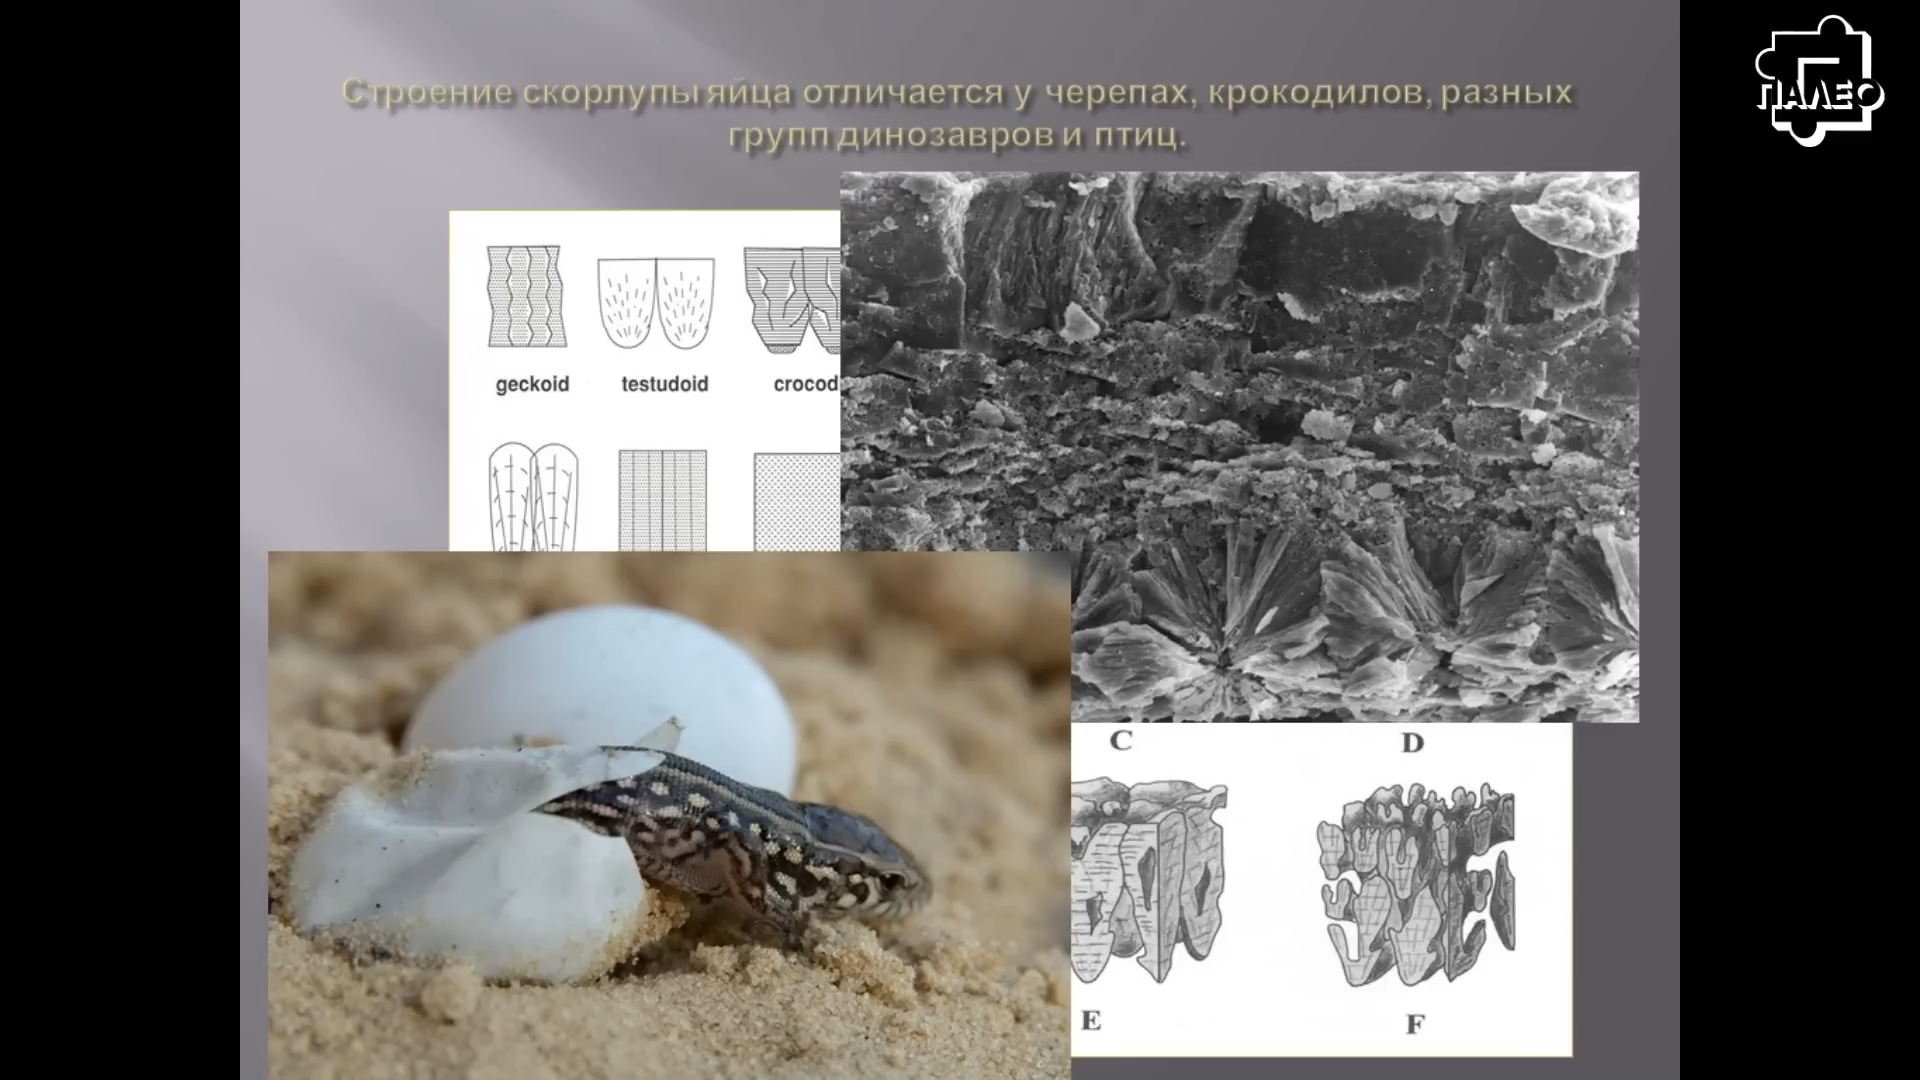 Строение скорлупы яйца отличается у черепах, крокодилов, разных
групп динозавров и птиц.
ПАЛЕО
geckoid testudoid crocod
C D
E F